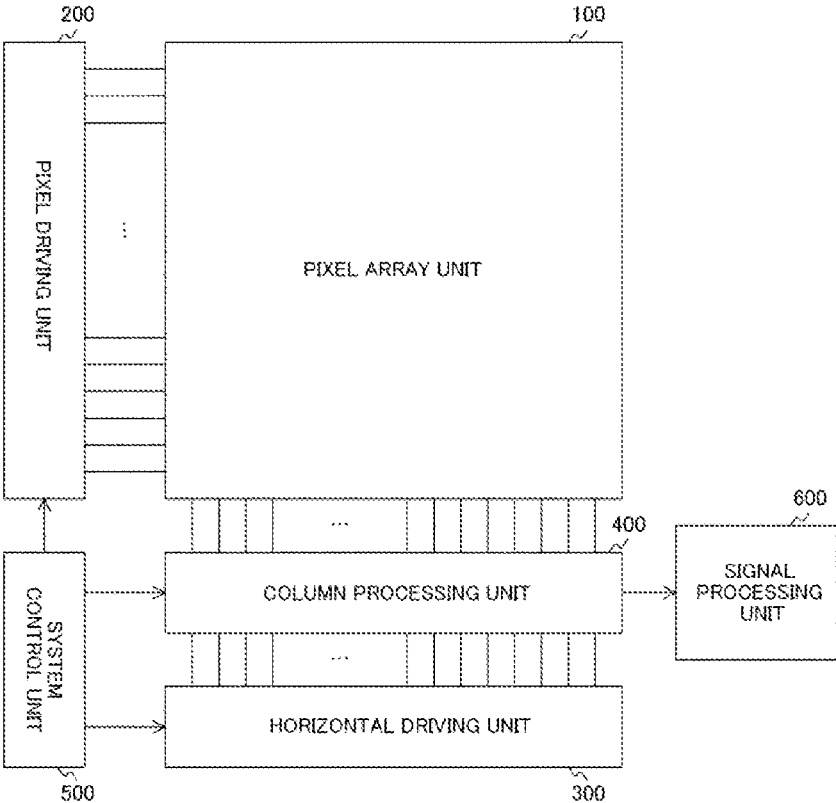 200
100
PIXEL DRIVING UNIT
...
PIXEL ARRAY UNIT
...
400
600
SYSTEM
CONTROL UNIT
COLUMN PROCESSING UNIT
SIGNAL
PROCESSING
UNIT
...
HORIZONTAL DRIVING UNIT
500
300